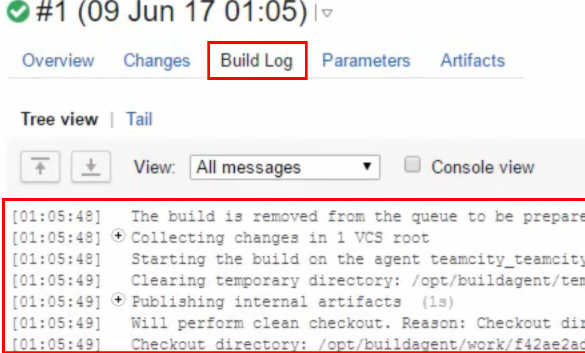 #1 (09 Jun 17 01:05)
Overview Changes Build Log Parameters Artifacts
Tree view | Tail
View: All messages Console view
[01:05:48] The build is removed from the queue to be prepare
[01:05:48] Collecting changes in 1 VCS root
[01:05:48] Starting the build on the agent teamcity_teamcity
[01:05:49] Clearing temporary directory: /opt/buildagent/tem
[01:05:49] Publishing internal artifacts (1s)
[01:05:49] Will perform clean checkout. Reason: Checkout dir
[01:05:49] Checkout directory: /opt/buildagent/work/f42ae2ac